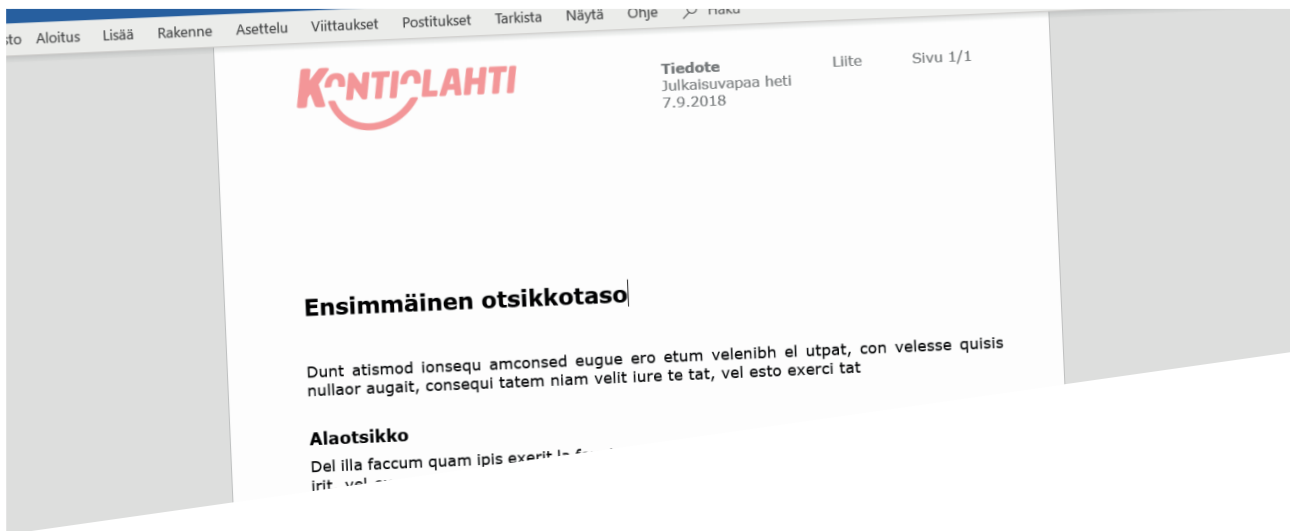 Aloitus Lisää Rakenne Asettelu Viittaukset Postitukset Tarkista Näytä Ohje Haku
KONTIOLAHTI
Tiedote Liite Sivu 1/1
Julkaisuvapaa heti
7.9.2018
Ensimmäinen otsikkotaso
Dunt atismod ionsequ amconsed eugue ero etum velenibh el utpat, con velesse quisis
nullaor augait, consequi tatem niam velit iure te tat, vel esto exerci tat
Alaotsikko
Del illa faccum quam ipis exerit
irit vel